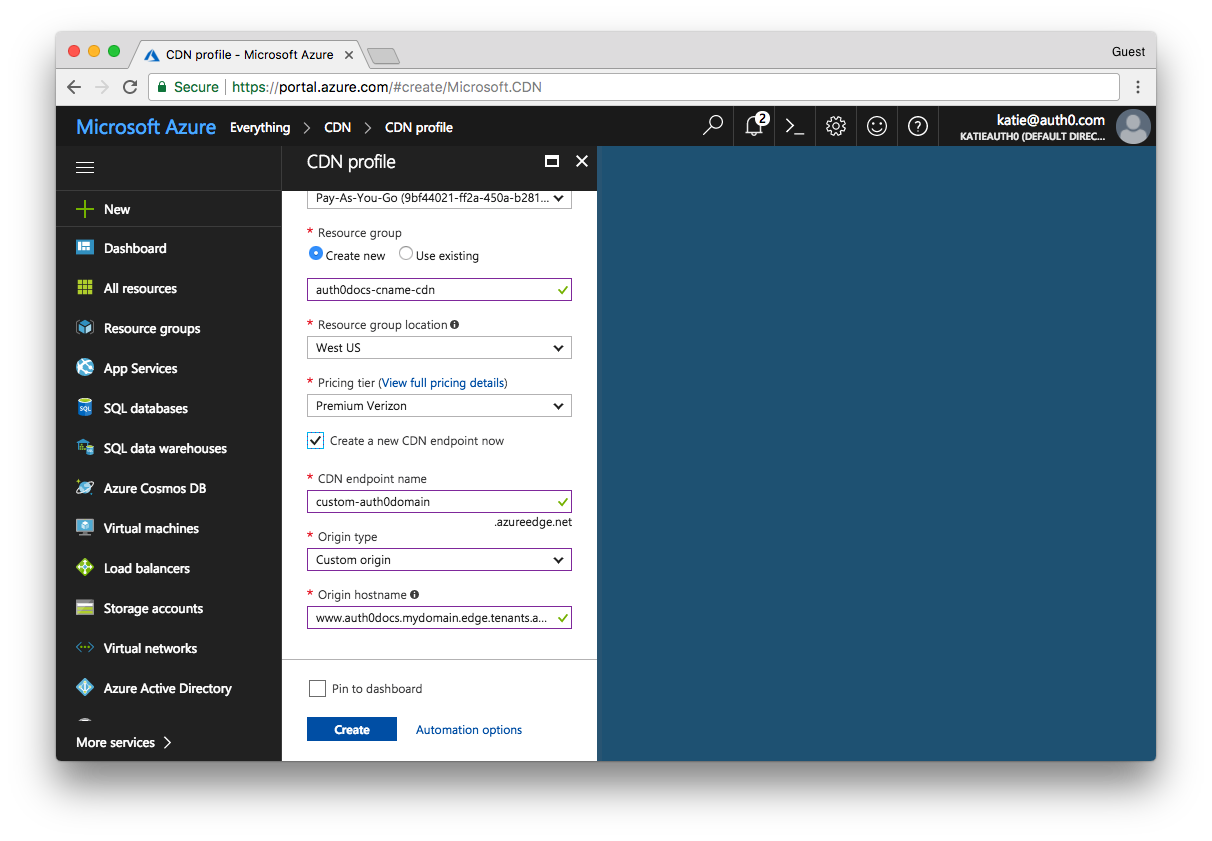 CDN profile - Microsoft Azure
Guest
Secure https://portal.azure.com/#create/Microsoft.CDN
Microsoft Azure Everything > CDN > CDN profile
2
katie@auth0.com
KATIEAUTH0 (DEFAULT DIREC...
New
Dashboard
All resources
Resource groups
App Services
SQL databases
SQL data warehouses
Azure Cosmos DB
Virtual machines
Load balancers
Storage accounts
Virtual networks
Azure Active Directory
More services >
CDN profile
Pay-As-You-Go (9bf44021-ff2a-450a-b281...
* Resource group
Create new Use existing
auth0docs-cname-cdn
* Resource group location
West US
* Pricing tier (View full pricing details)
Premium Verizon
Create a new CDN endpoint now
* CDN endpoint name
custom-auth0domain
.azureedge.net
* Origin type
Custom origin
* Origin hostname
www.auth0docs.mydomain.edge.tenants.a...
Pin to dashboard
Create Automation options